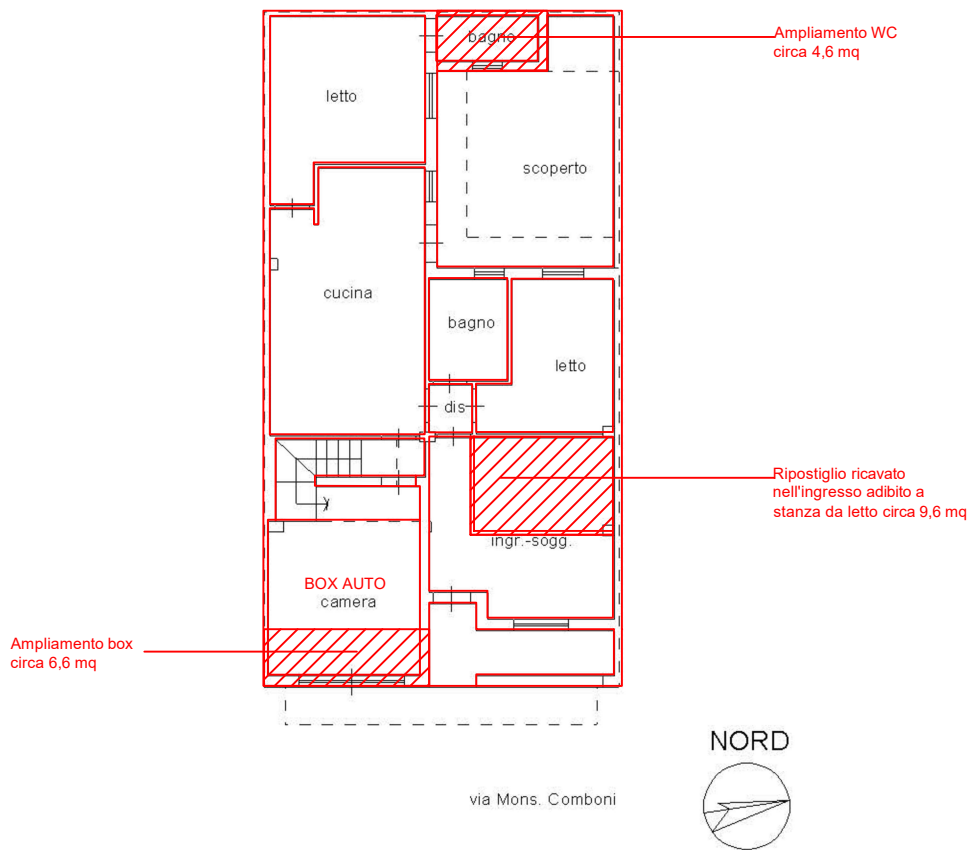 bagno
Ampliamento WC
circa 4,6 mq
letto
scoperto
cucina
bagno
letto
dis
Ripostiglio ricavato
nell'ingresso adibito a
stanza da letto circa 9,6 mq
ingr.-sogg.
BOX AUTO
camera
Ampliamento box
circa 6,6 mq
NORD
via Mons. Comboni